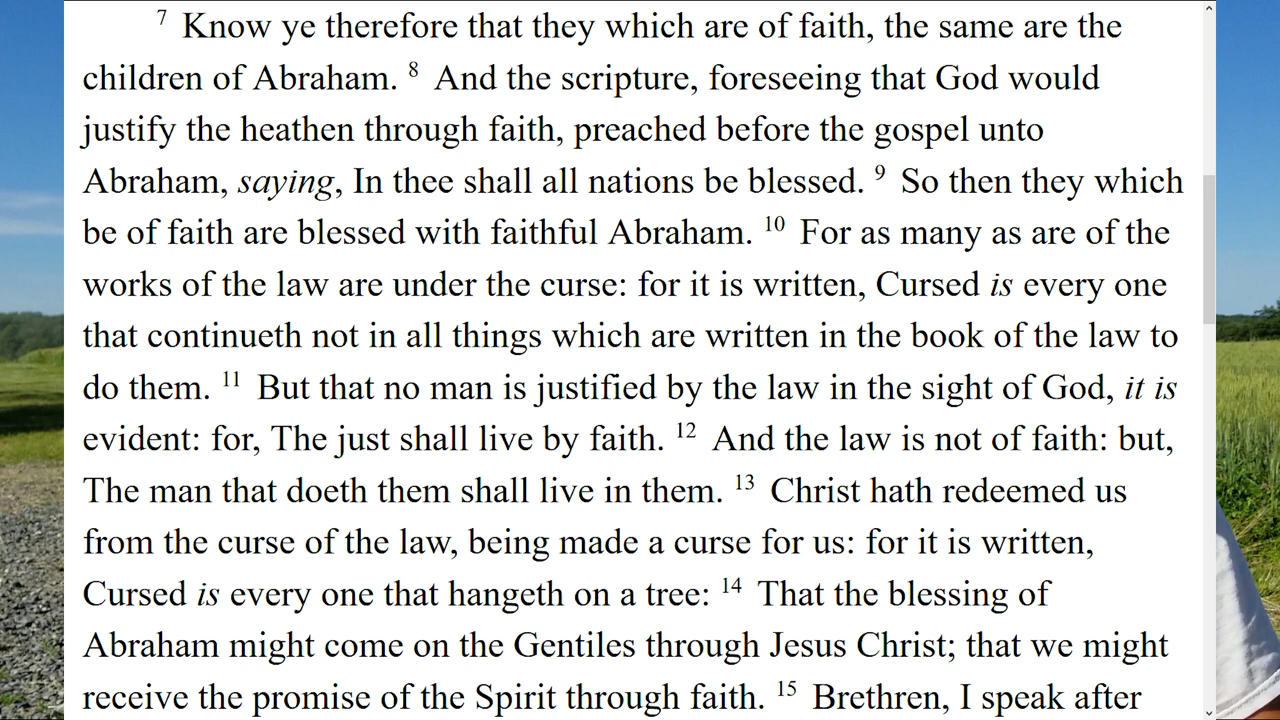 7 Know ye therefore that they which are of faith, the same are the
children of Abraham. 8 And the scripture, foreseeing that God would
justify the heathen through faith, preached before the gospel unto
Abraham, saying, In thee shall all nations be blessed. 9 So then they which
be of faith are blessed with faithful Abraham. 10 For as many as are of the
works of the law are under the curse: for it is written, Cursed is every one
that continueth not in all things which are written in the book of the law to
do them. 11 But that no man is justified by the law in the sight of God, it is
evident: for, The just shall live by faith. 12 And the law is not of faith: but,
The man that doeth them shall live in them. 13 Christ hath redeemed us
from the curse of the law, being made a curse for us: for it is written,
Cursed is every one that hangeth on a tree: 14 That the blessing of
Abraham might come on the Gentiles through Jesus Christ; that we might
receive the promise of the Spirit through faith. 15 Brethren, I speak after